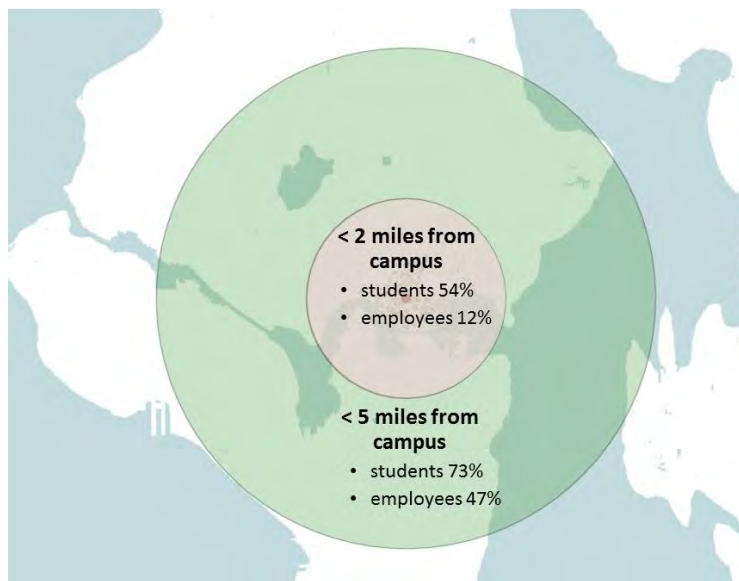 < 2 miles from
campus
• students 54%
• employees 12%
< 5 miles from
campus
• students 73%
• employees 47%